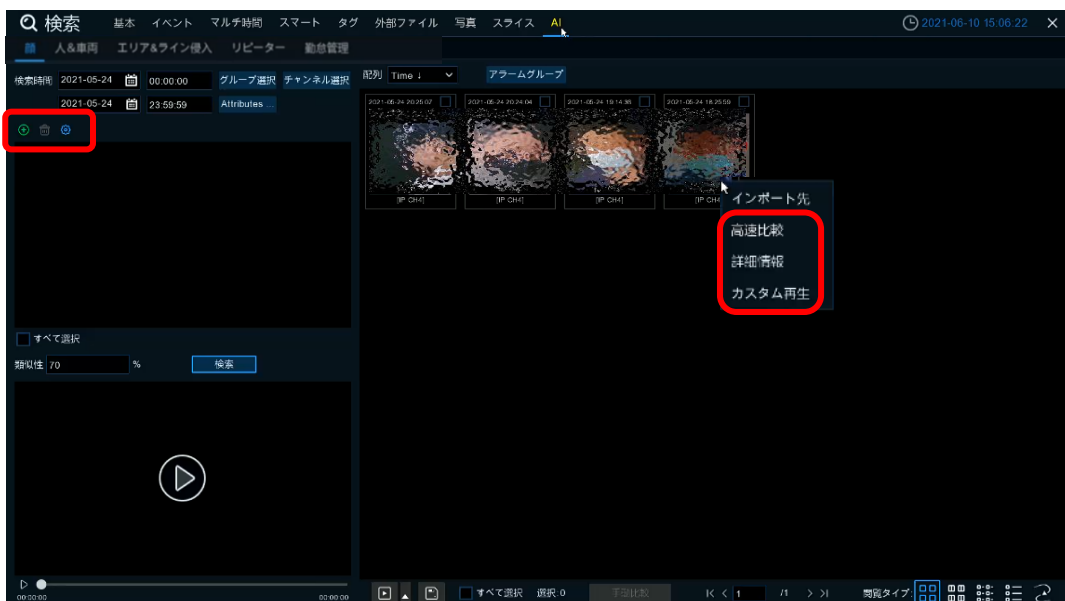 検索 基本 イベント マルチ時間 スマート タグ 外部ファイル 写真 スライス AI 2021-06-10 15:06:22
顔 人&車両 エリア&ライン侵入 リピーター 勤怠管理
検索時間 2021-05-24 00:00:00 グループ選択 チャンネル選択
2021-05-24 23:59:59 Attributes ...
配列 Time ↓ アラームグループ
2021-05-24 20:25:07 2021-05-24 20:24:04 2021-05-24 19:14:36 2021-05-24 18:25:59
[IP CH4] [IP CH4] [IP CH4] [IP CH4
インポート先
高速比較
詳細情報
カスタム再生
すべて選択
類似性 70 % 検索
00:00:00 00:00:00
すべて選択 選択: 0 1 /1 閲覧タイプ: